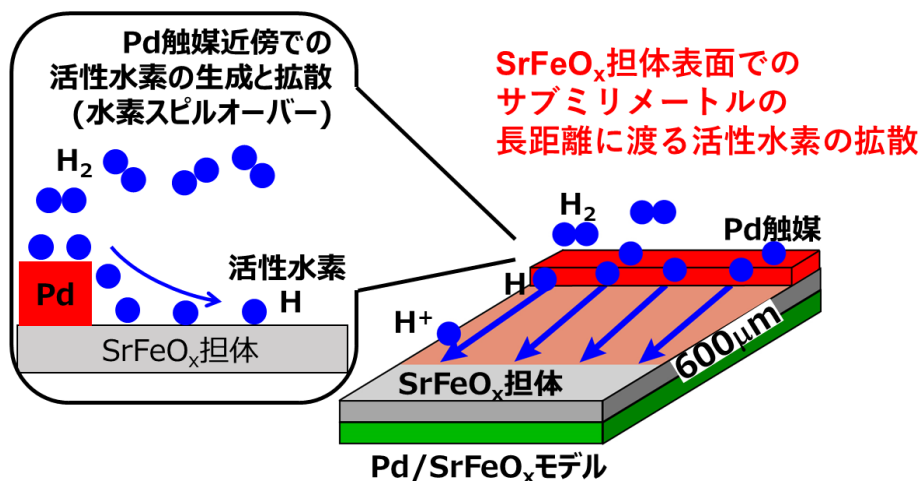 Pd触媒近傍での
活性水素の生成と拡散
(水素スピルオーバー)
H₂
Pd
活性水素
H
SrFeOₓ担体
SrFeOₓ担体表面での
サブミリメートルの
長距離に渡る活性水素の拡散
H₂
Pd触媒
H
H⁺
600μm
SrFeOₓ担体
Pd/SrFeOₓモデル